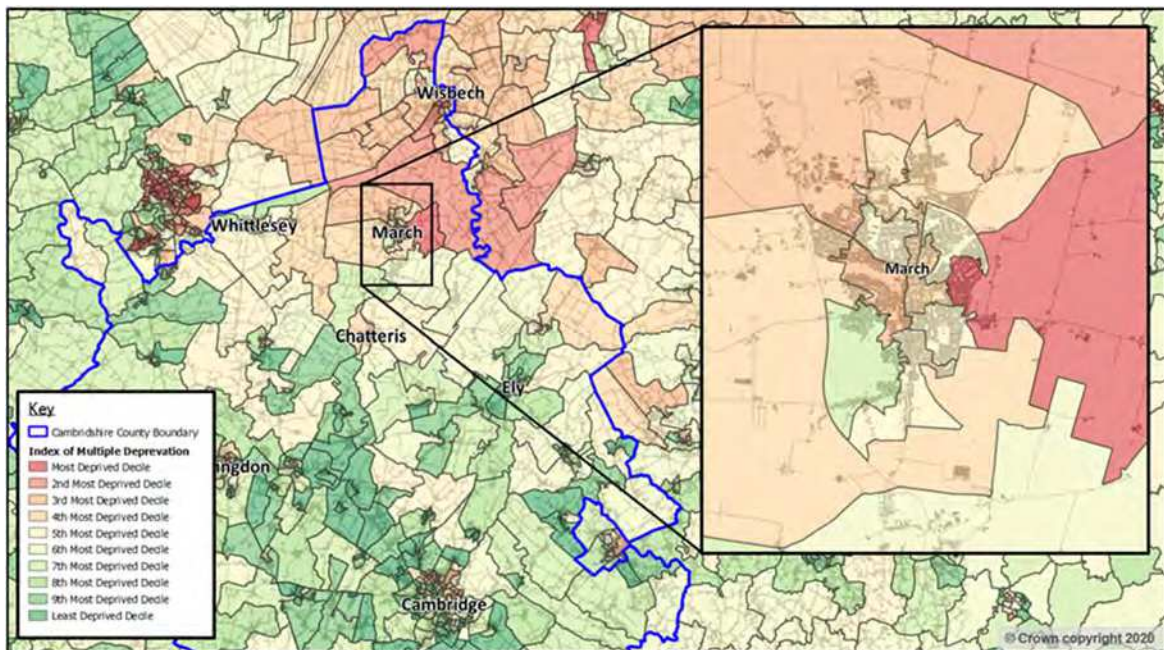 Wisbech
Whittlesey
March
March
Chatteris
Ely
ingdon
Cambridge
Key
Cambridshire County Boundary
Index of Multiple Deprevation
Most Deprived Decile
2nd Most Deprived Decile
3rd Most Deprived Decile
4th Most Deprived Decile
5th Most Deprived Decile
6th Most Deprived Decile
7th Most Deprived Decile
8th Most Deprived Decile
9th Most Deprived Decile
Least Deprived Decile
© Crown copyright 2020